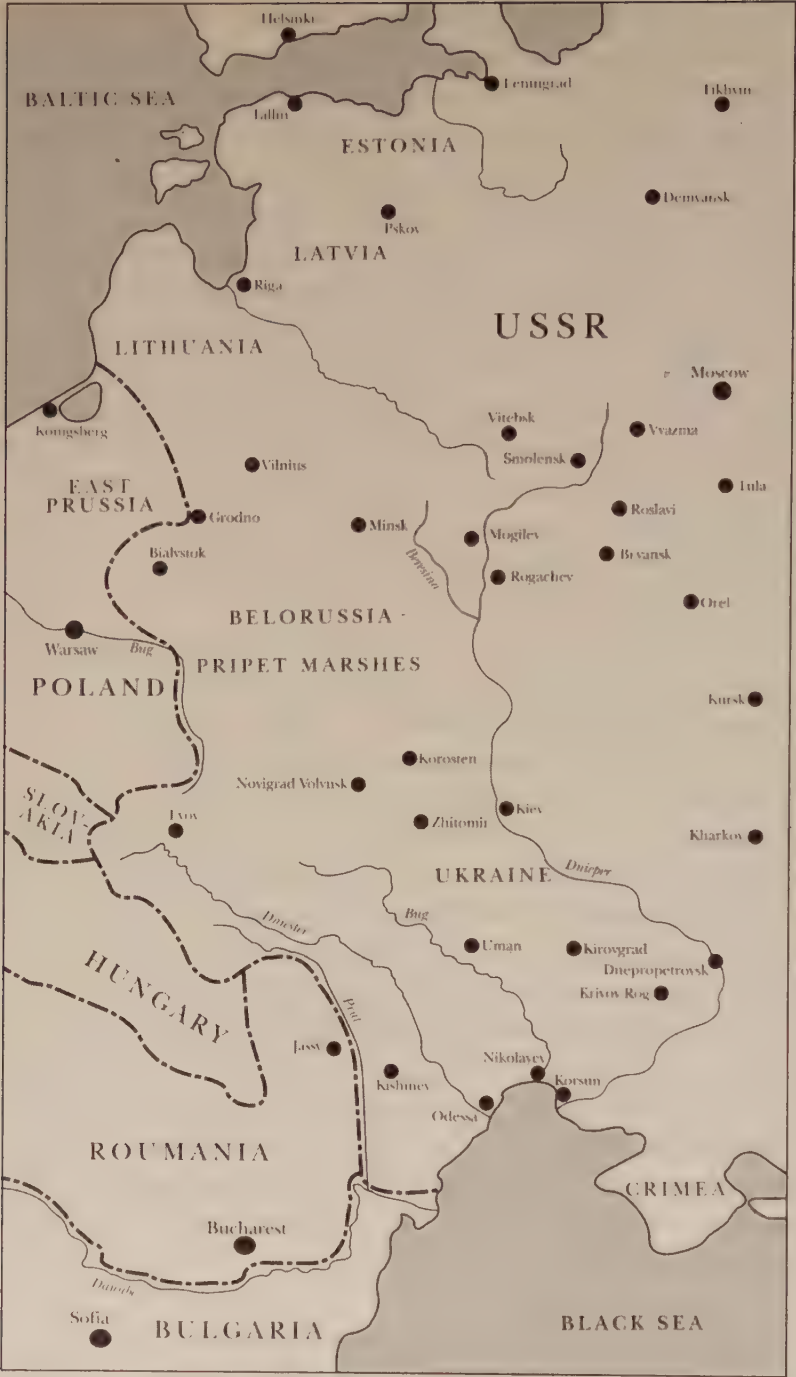 Helsinki
BALTIC SEA
Leningrad
Tallin
Tikhvin
ESTONIA
Demyansk
Pskov
LATVIA
Riga
USSR
LITHUANIA
Moscow
Konigsberg
Vitebsk
Vyazma
Smolensk
Vilnius
EAST
PRUSSIA
Tula
Grodno
Minsk
Roslavl
Mogilev
Bialystok
Beresina
Bryansk
Rogachev
Orel
BELORUSSIA
Warsaw
Bug
PRIPET MARSHES
POLAND
Kursk
Korosten
Novigrad Volynsk
SLOV-
AKIA
Lvov
Zhitomir
Kiev
Kharkov
UKRAINE
Dnieper
Dniester
Bug
HUNGARY
Uman
Kirovgrad
Dnepropetrovsk
Krivoy Rog
Prut
Jassy
Kishinev
Nikolayev
Korsun
Odessa
ROUMANIA
CRIMEA
Bucharest
Danube
Sofia
BULGARIA
BLACK SEA